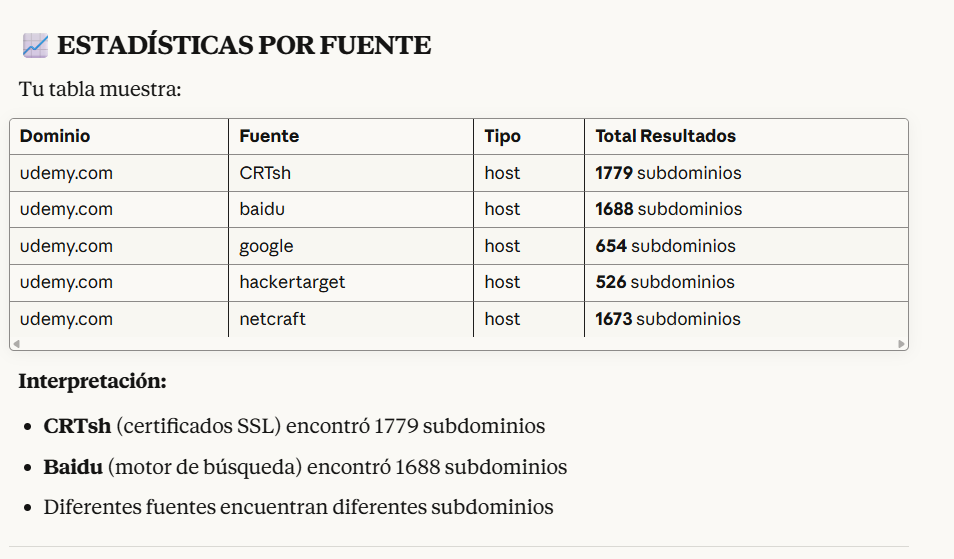 ESTADÍSTICAS POR FUENTE
Tu tabla muestra:
Dominio Fuente Tipo Total Resultados
udemy.com CRTsh host 1779 subdominios
udemy.com baidu host 1688 subdominios
udemy.com google host 654 subdominios
udemy.com hackertarget host 526 subdominios
udemy.com netcraft host 1673 subdominios
Interpretación:
• CRTsh (certificados SSL) encontró 1779 subdominios
• Baidu (motor de búsqueda) encontró 1688 subdominios
• Diferentes fuentes encuentran diferentes subdominios